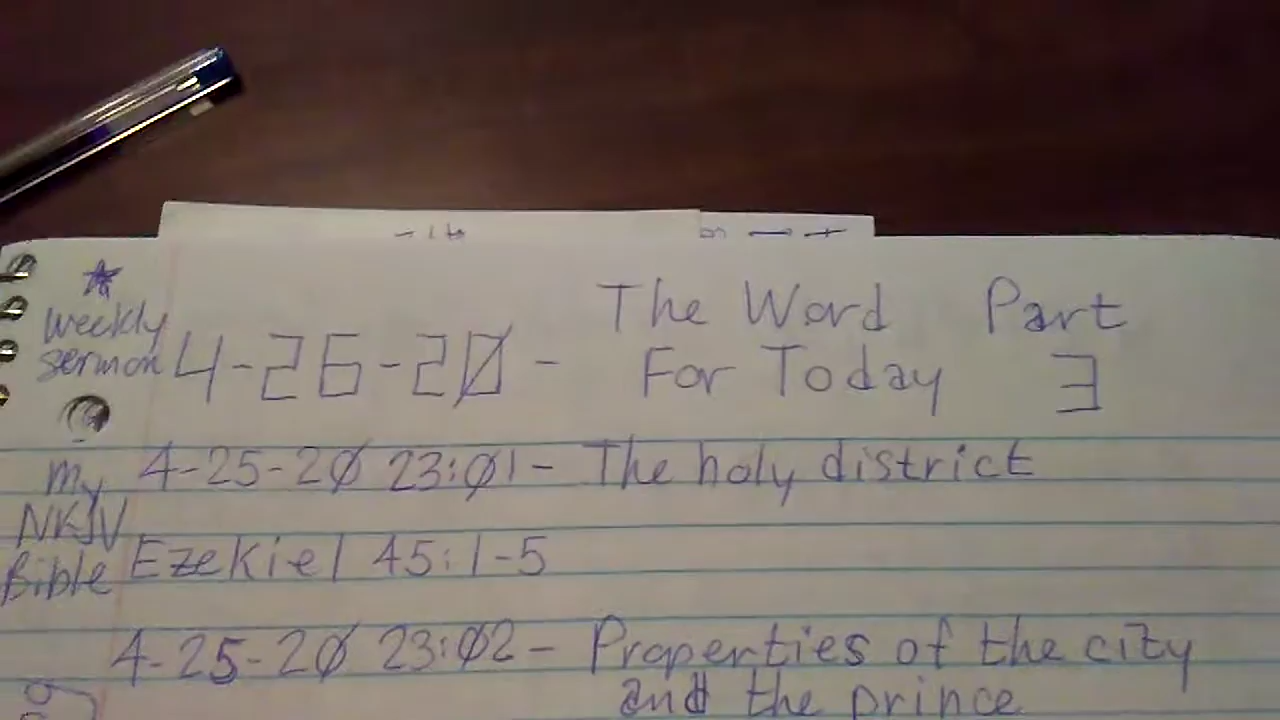 ★ weekly sermon
4-26-20 - The Word For Today Part 3
my NKJV Bible
4-25-20 23:01 - The holy district
Ezekiel 45:1-5
4-25-20 23:02 - Properties of the city
and the prince